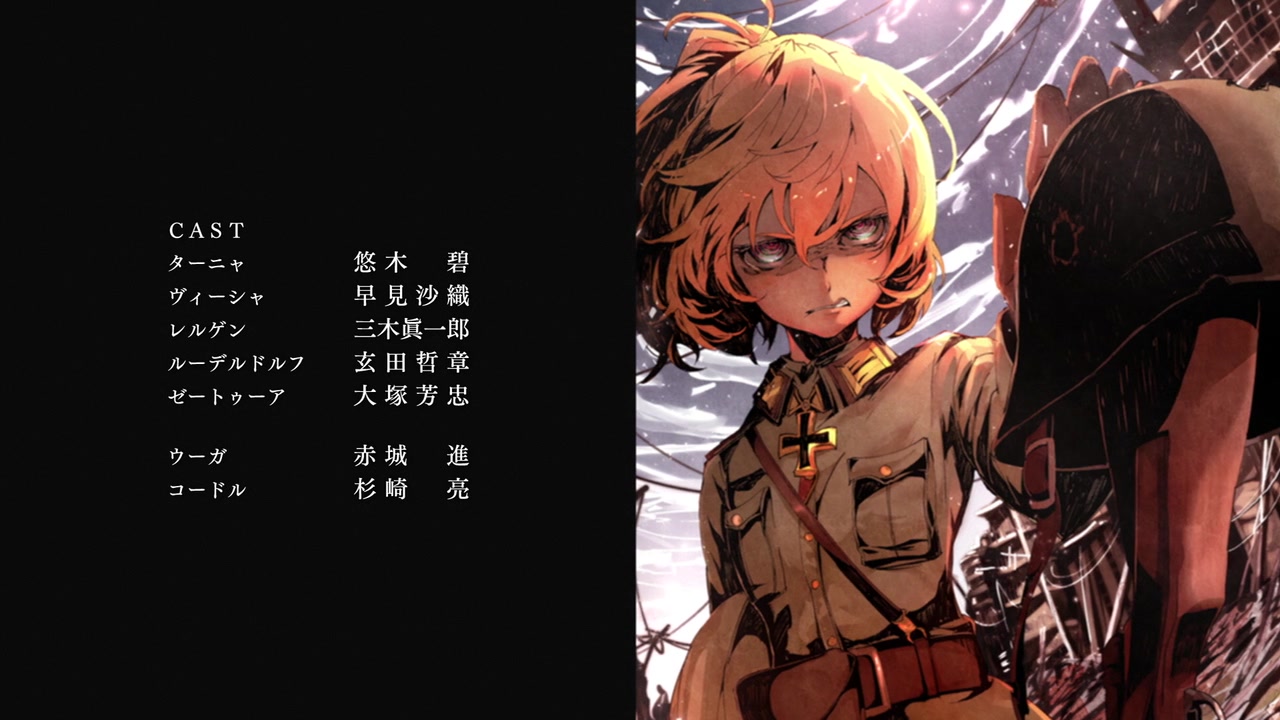 CAST
ターニャ 悠木 碧
ヴィーシャ 早見沙織
レルゲン 三木眞一郎
ルーデルドルフ 玄田哲章
ゼートゥーア 大塚芳忠
ウーガ 赤城 進
コードル 杉崎 亮